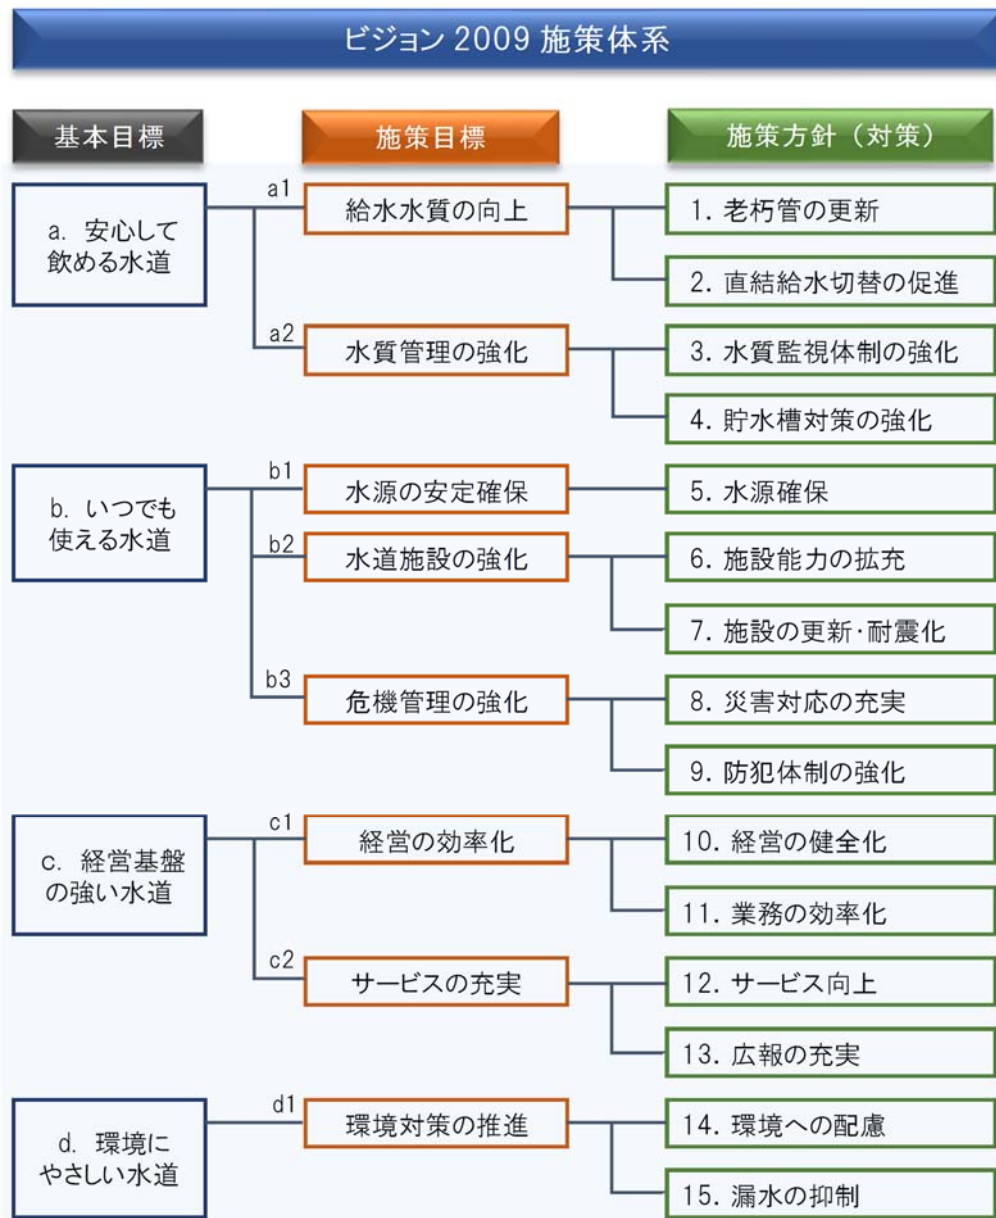 ビジョン 2009 施策体系
基本目標
施策目標
施策方針（対策）
a. 安心して
飲める水道
a1
給水水質の向上
1. 老朽管の更新
2. 直結給水切替の促進
a2
水質管理の強化
3. 水質監視体制の強化
4. 貯水槽対策の強化
b. いつでも
使える水道
b1
水源の安定確保
5. 水源確保
b2
水道施設の強化
6. 施設能力の拡充
7. 施設の更新・耐震化
b3
危機管理の強化
8. 災害対応の充実
9. 防犯体制の強化
c. 経営基盤
の強い水道
c1
経営の効率化
10. 経営の健全化
11. 業務の効率化
c2
サービスの充実
12. サービス向上
13. 広報の充実
d. 環境に
やさしい水道
d1
環境対策の推進
14. 環境への配慮
15. 漏水の抑制